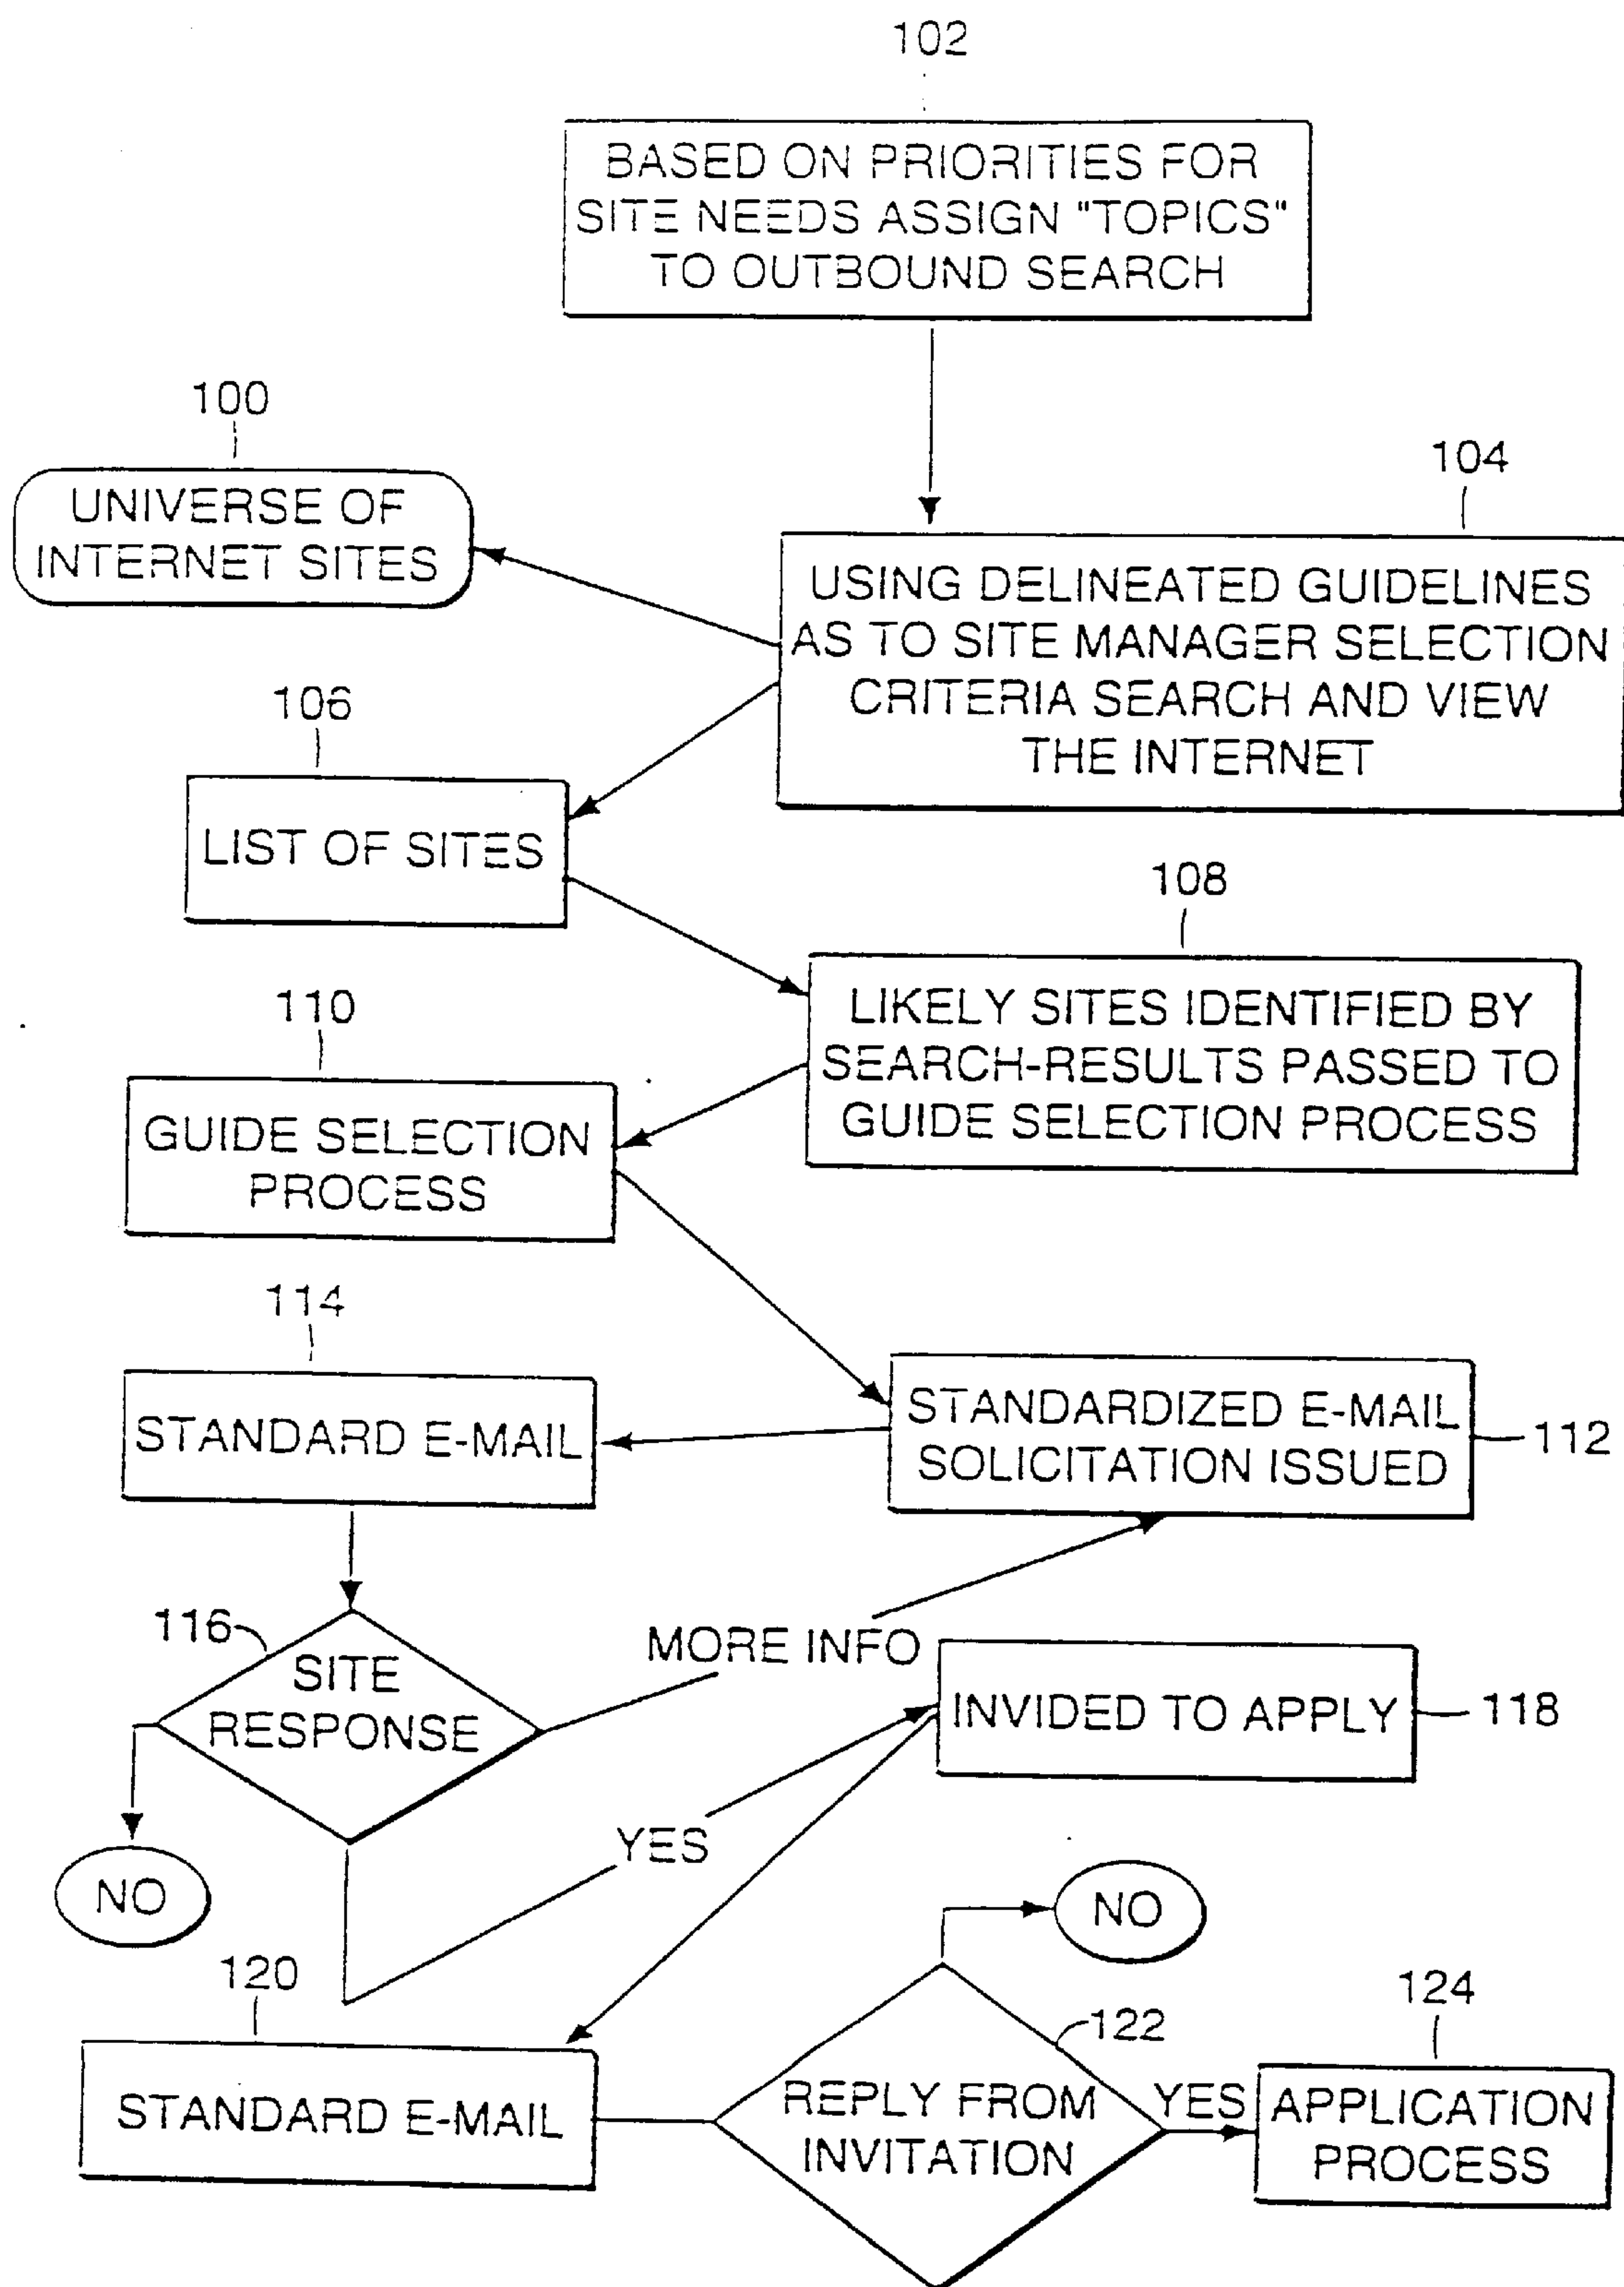 102
BASED ON PRIORITIES FOR
SITE NEEDS ASSIGN "TOPICS"
TO OUTBOUND SEARCH
100
UNIVERSE OF
INTERNET SITES
104
USING DELINEATED GUIDELINES
AS TO SITE MANAGER SELECTION
CRITERIA SEARCH AND VIEW
THE INTERNET
106
LIST OF SITES
108
LIKELY SITES IDENTIFIED BY
SEARCH-RESULTS PASSED TO
GUIDE SELECTION PROCESS
110
GUIDE SELECTION
PROCESS
114
STANDARD E-MAIL
STANDARDIZED E-MAIL
SOLICITATION ISSUED
112
116
SITE
RESPONSE
MORE INFO
INVIDED TO APPLY
118
YES
NO
NO
120
STANDARD E-MAIL
122
REPLY FROM
INVITATION
YES
124
APPLICATION
PROCESS